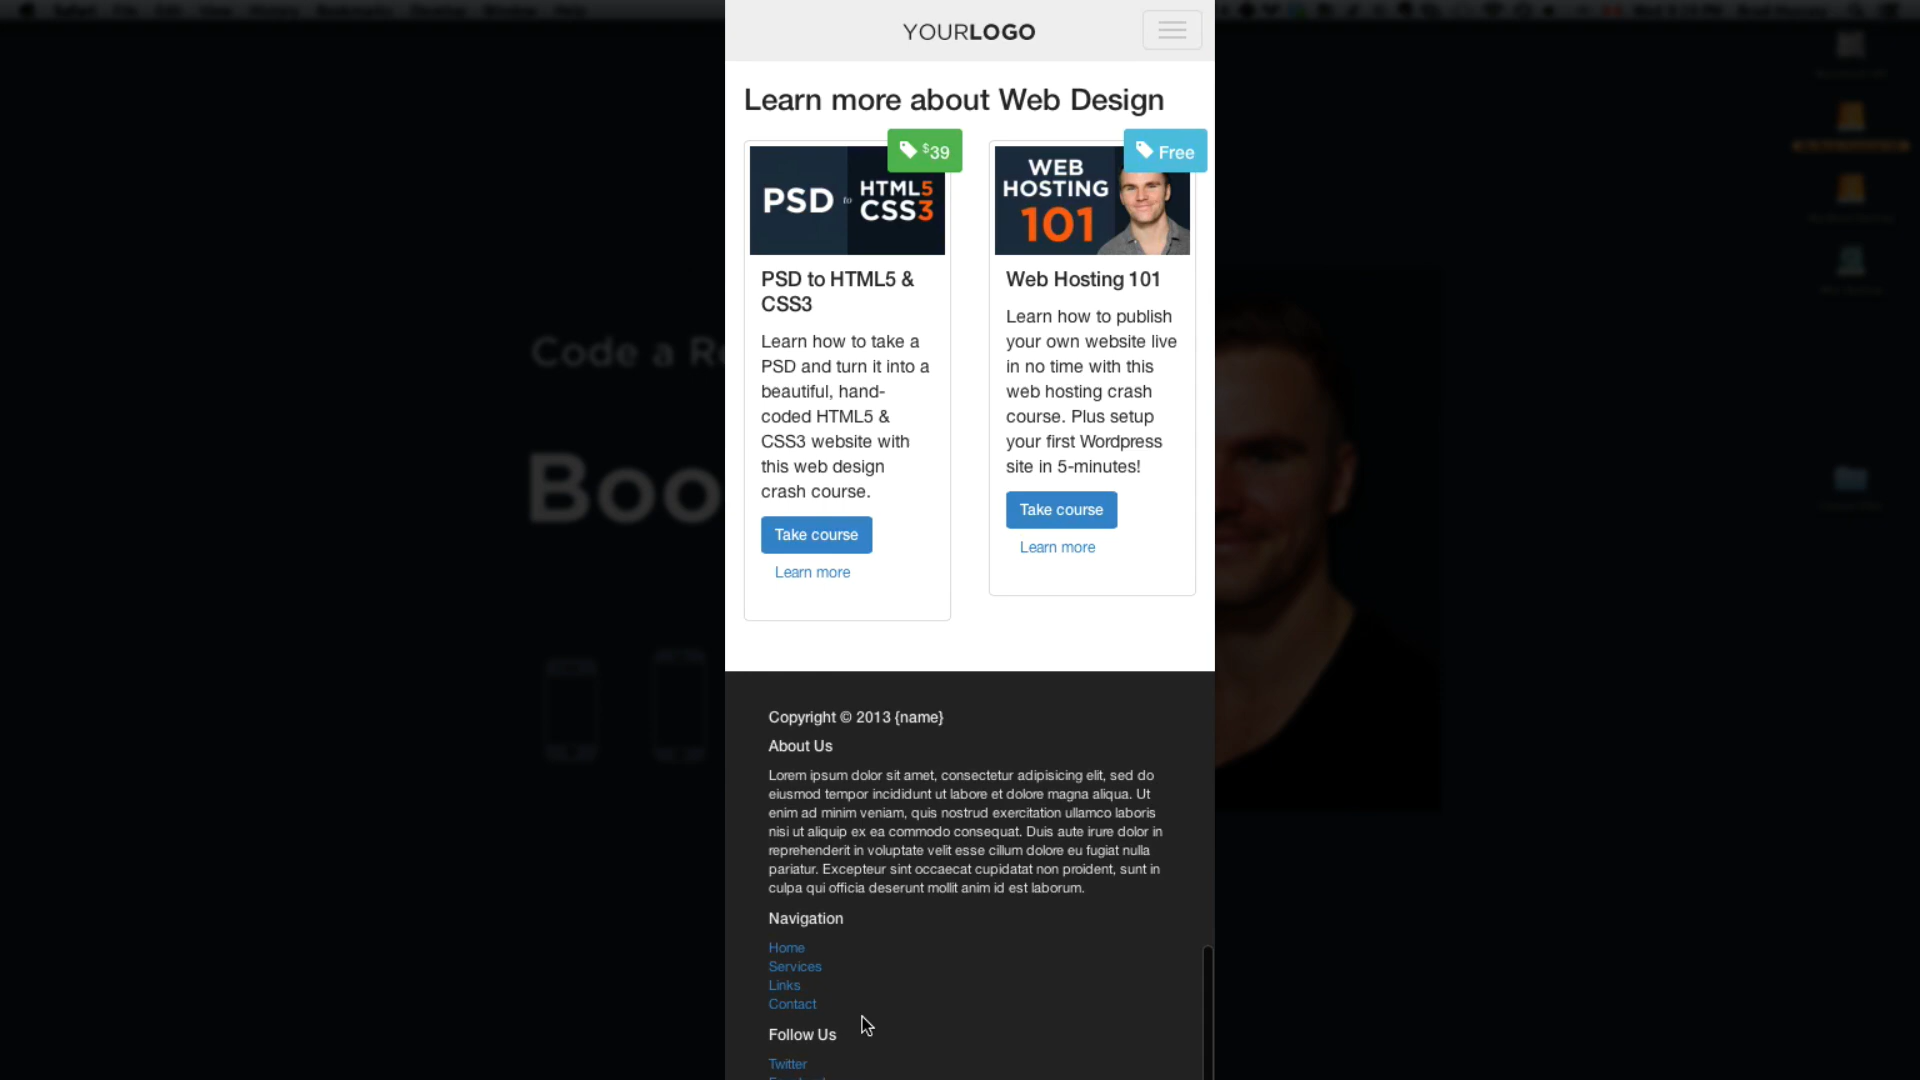 YOURLOGO
Learn more about Web Design
$39
Free
PSD to HTML5 CSS3
WEB
HOSTING
101
PSD to HTML5 &
CSS3
Learn how to take a
PSD and turn it into a
beautiful, hand-
coded HTML5 &
CSS3 website with
this web design
crash course.
Take course
Learn more
Web Hosting 101
Learn how to publish
your own website live
in no time with this
web hosting crash
course. Plus setup
your first Wordpress
site in 5-minutes!
Take course
Learn more
Code a
Boo
Copyright © 2013 {name}
About Us
Lorem ipsum dolor sit amet, consectetur adipisicing elit, sed do
eiusmod tempor incididunt ut labore et dolore magna aliqua. Ut
enim ad minim veniam, quis nostrud exercitation ullamco laboris
nisi ut aliquip ex ea commodo consequat. Duis aute irure dolor in
reprehenderit in voluptate velit esse cillum dolore eu fugiat nulla
pariatur. Excepteur sint occaecat cupidatat non proident, sunt in
culpa qui officia deserunt mollit anim id est laborum.
Navigation
Home
Services
Links
Contact
Follow Us
Twitter